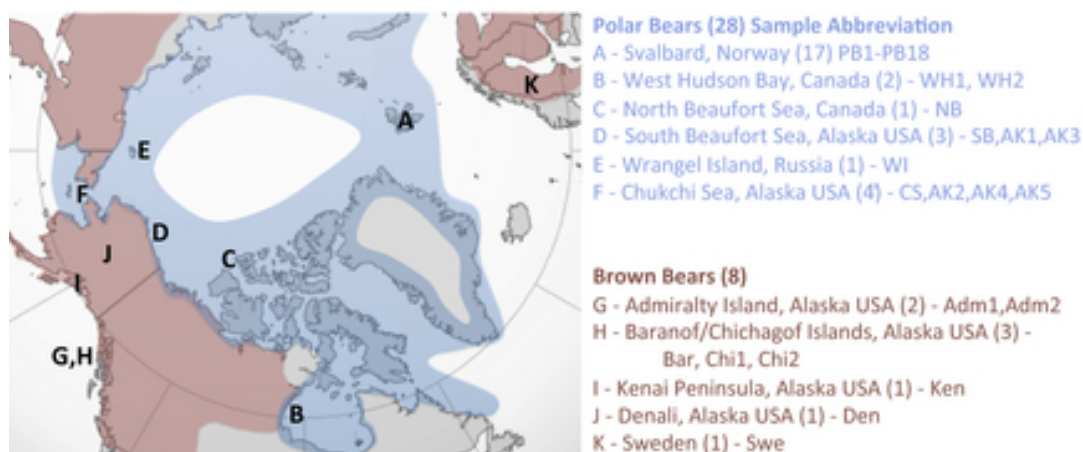 A
K
E
F
D
J
C
I
G,H
B
Polar Bears (28) Sample Abbreviation
A - Svalbard, Norway (17) PB1-PB18
B - West Hudson Bay, Canada (2) - WH1, WH2
C - North Beaufort Sea, Canada (1) - NB
D - South Beaufort Sea, Alaska USA (3) - SB,AK1,AK3
E - Wrangel Island, Russia (1) - WI
F - Chukchi Sea, Alaska USA (4) - CS,AK2,AK4,AK5
Brown Bears (8)
G - Admiralty Island, Alaska USA (2) - Adm1,Adm2
H - Baranof/Chichagof Islands, Alaska USA (3) -
Bar, Chi1, Chi2
I - Kenai Peninsula, Alaska USA (1) - Ken
J - Denali, Alaska USA (1) - Den
K - Sweden (1) - Swe